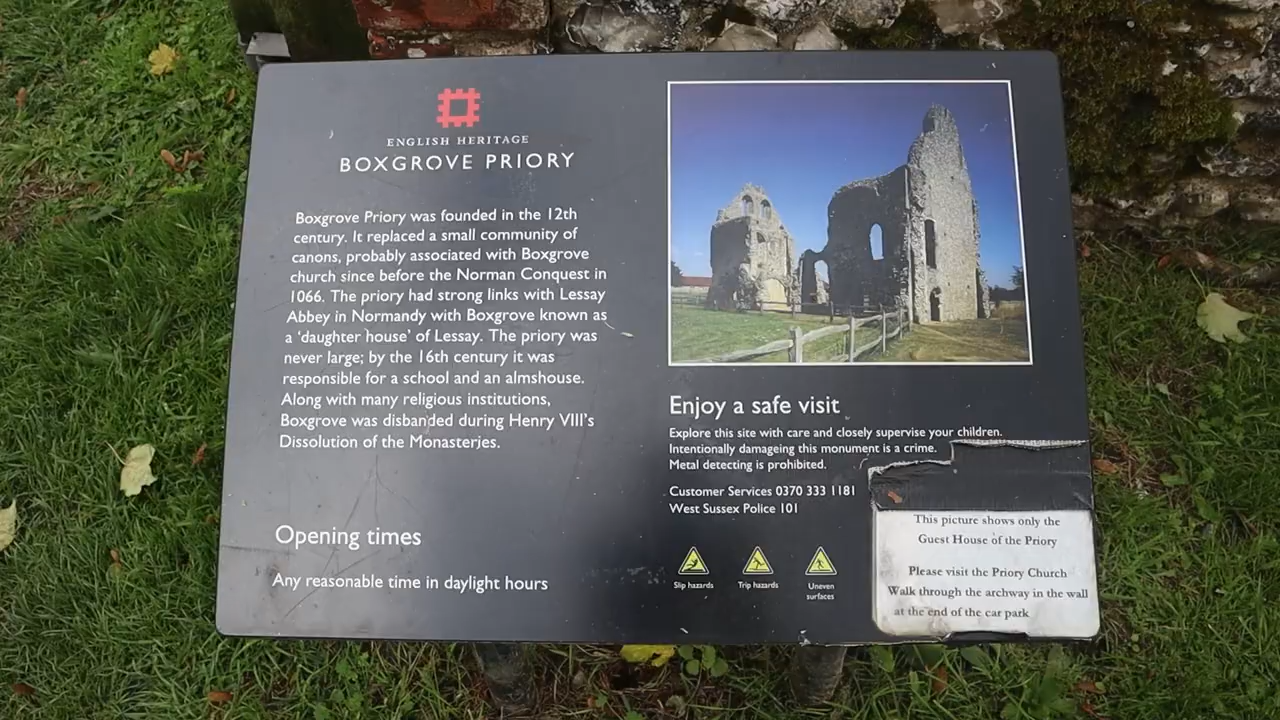 ENGLISH HERITAGE
BOXGROVE PRIORY
Boxgrove Priory was founded in the 12th
century. It replaced a small community of
canons, probably associated with Boxgrove
church since before the Norman Conquest in
1066. The priory had strong links with Lessay
Abbey in Normandy with Boxgrove known as
a ‘daughter house’ of Lessay. The priory was
never large; by the 16th century it was
responsible for a school and an almshouse.
Along with many religious institutions,
Boxgrove was disbanded during Henry VIII’s
Dissolution of the Monasteries.
Opening times
Any reasonable time in daylight hours
Enjoy a safe visit
Explore this site with care and closely supervise your children.
Intentionally damageing this monument is a crime.
Metal detecting is prohibited.
Customer Services 0370 333 1181
West Sussex Police 101
Slip hazards
Trip hazards
Uneven
surfaces
This picture shows only the
Guest House of the Priory
Please visit the Priory Church
Walk through the archway in the wall
at the end of the car park